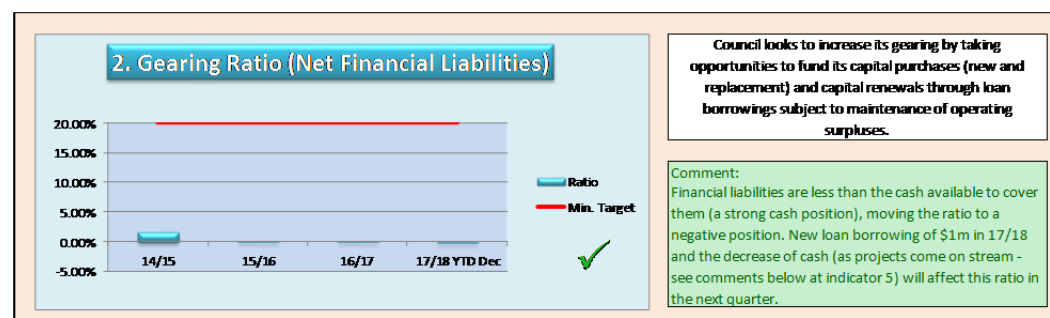 2. Gearing Ratio (Net Financial Liabilities)
20.00%
15.00%
10.00%
5.00%
0.00%
-5.00%
14/15
15/16
16/17
17/18 YTD Dec
Ratio
Min. Target
Council looks to increase its gearing by taking
opportunities to fund its capital purchases (new and
replacement) and capital renewals through loan
borrowings subject to maintenance of operating
surpluses.
Comment:
Financial liabilities are less than the cash available to cover
them (a strong cash position), moving the ratio to a
negative position. New loan borrowing of $1m in 17/18
and the decrease of cash (as projects come on stream -
see comments below at indicator 5) will affect this ratio in
the next quarter.